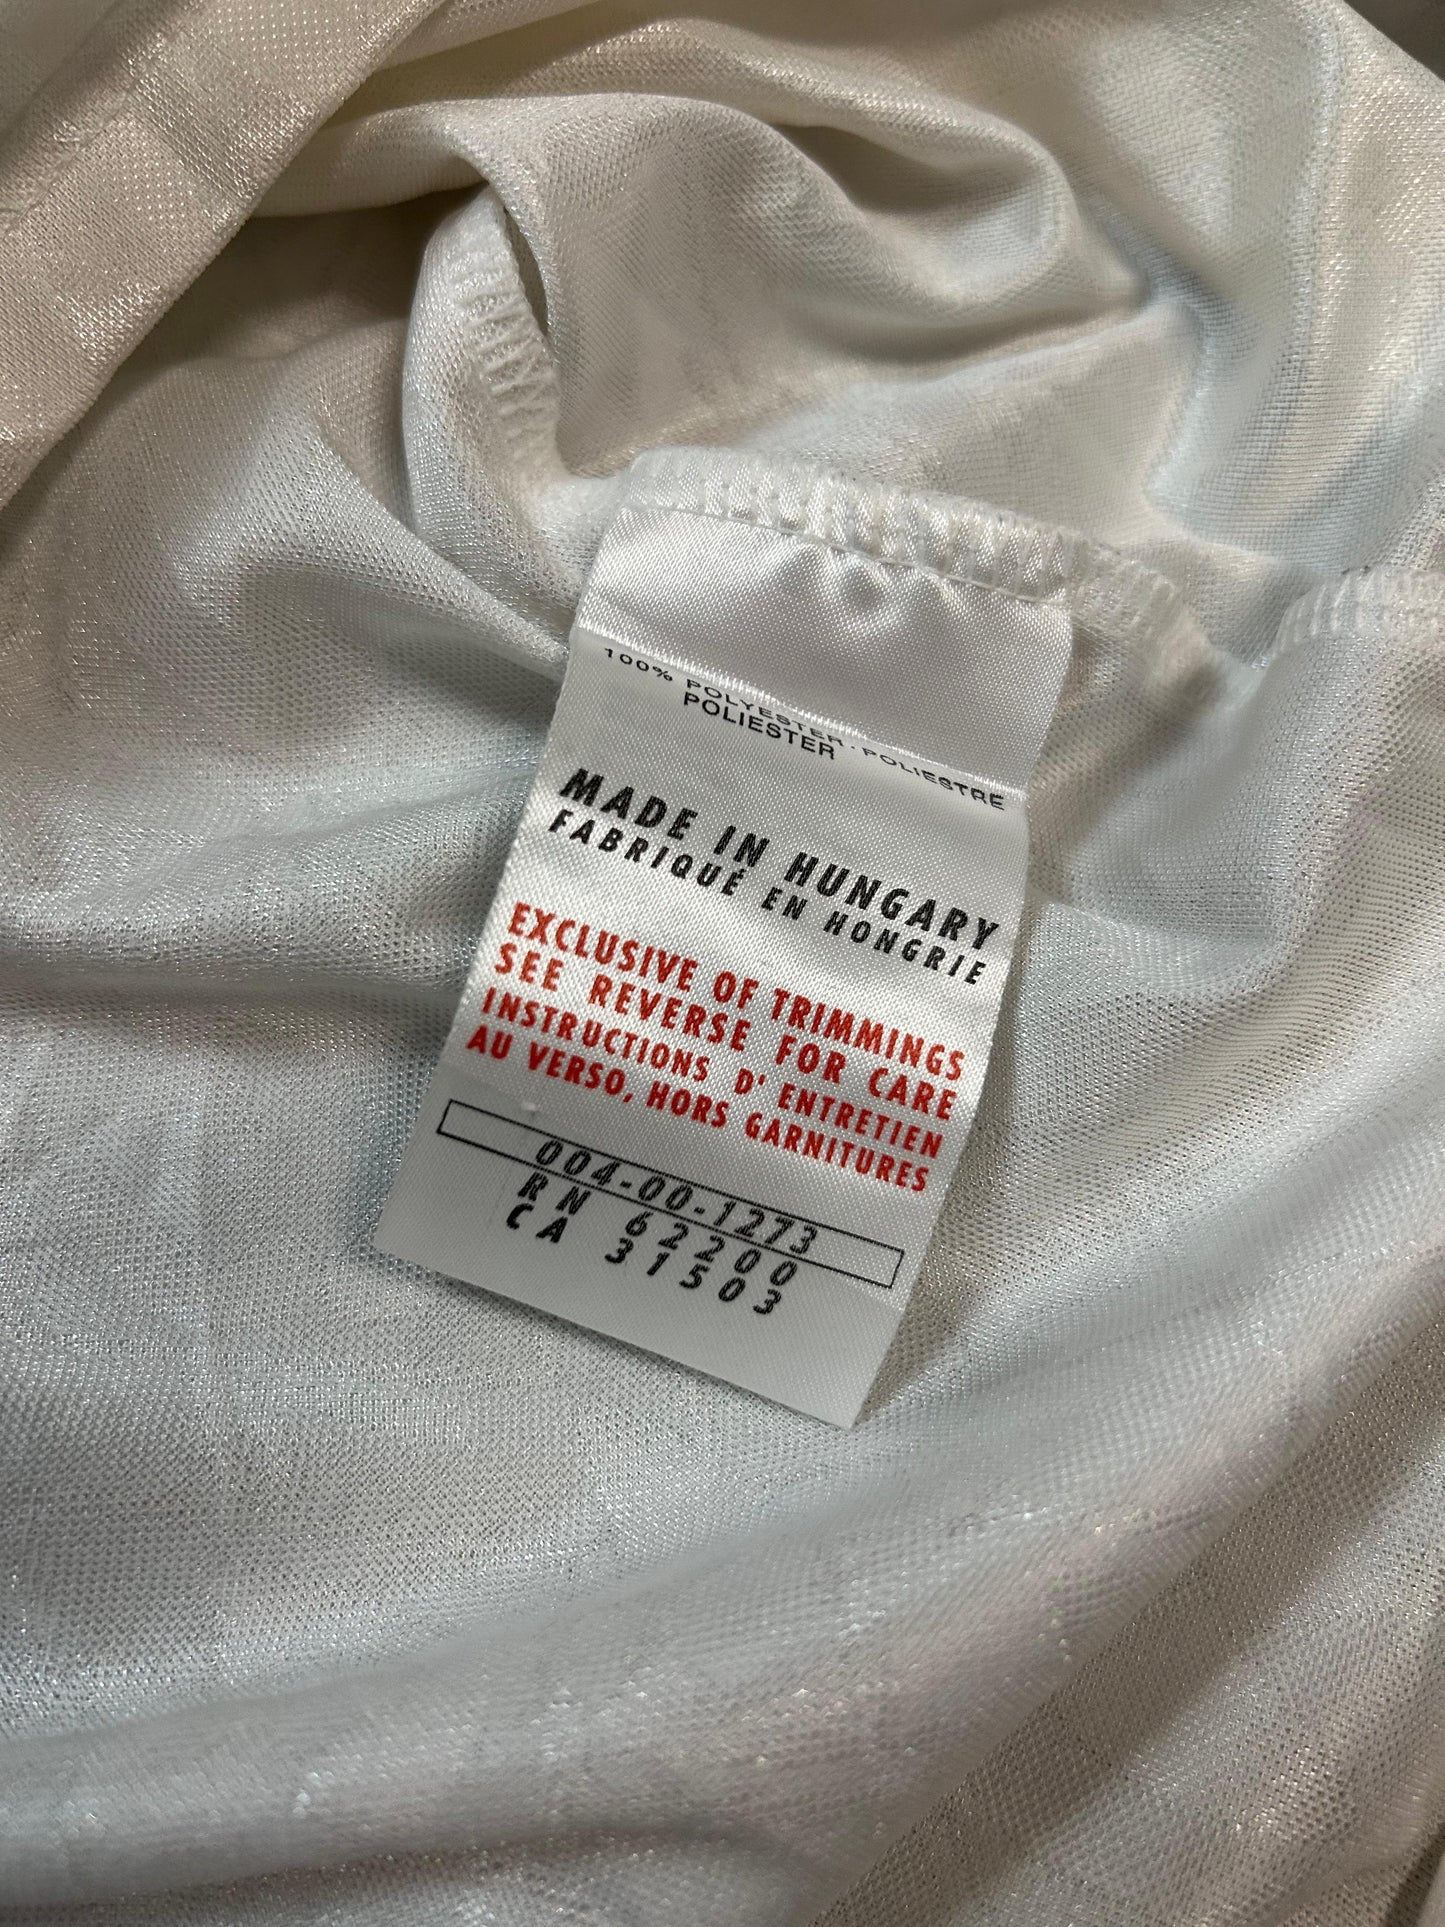 100% POLYESTER · POLIESTRE
POLIESTER
MADE IN HUNGARY
FABRIQUÉ EN HONGRIE
EXCLUSIVE OF TRIMMINGS
SEE REVERSE FOR CARE
INSTRUCTIONS D' ENTRETIEN
AU VERSO, HORS GARNITURES
004-00-1273
RN 62200
CA 31503